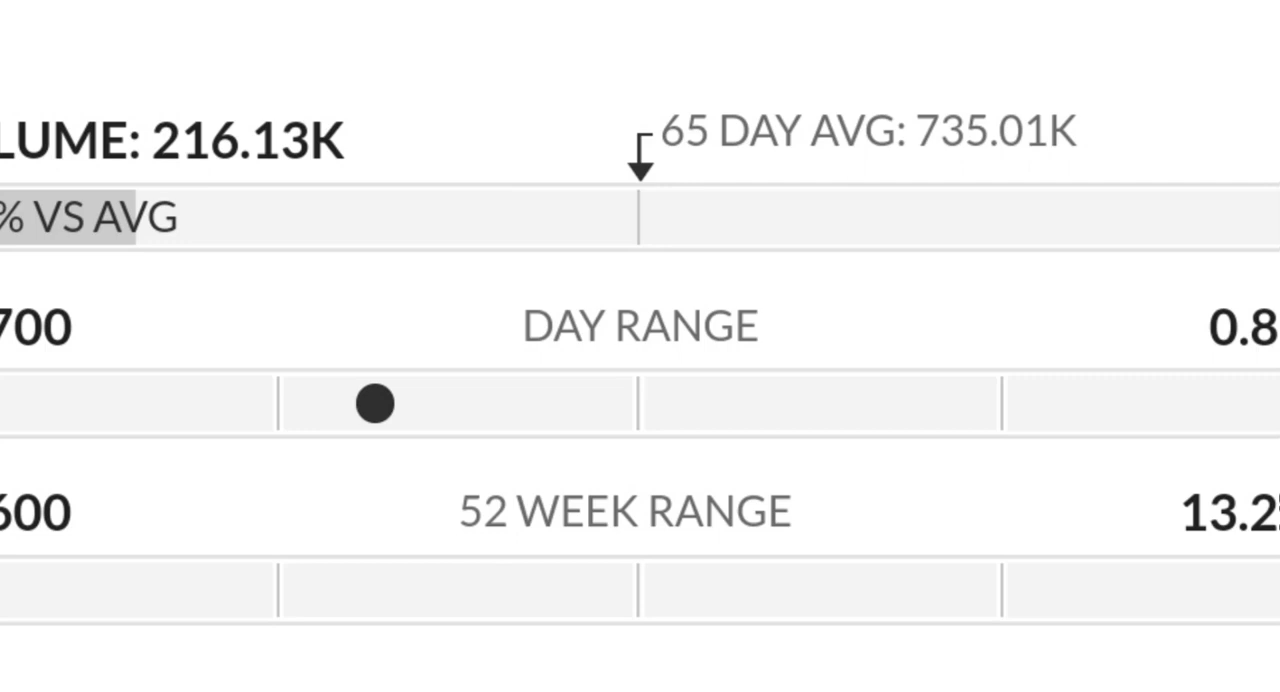 LUME: 216.13K
65 DAY AVG: 735.01K
% VS AVG
700 DAY RANGE 0.8
600 52 WEEK RANGE 13.2